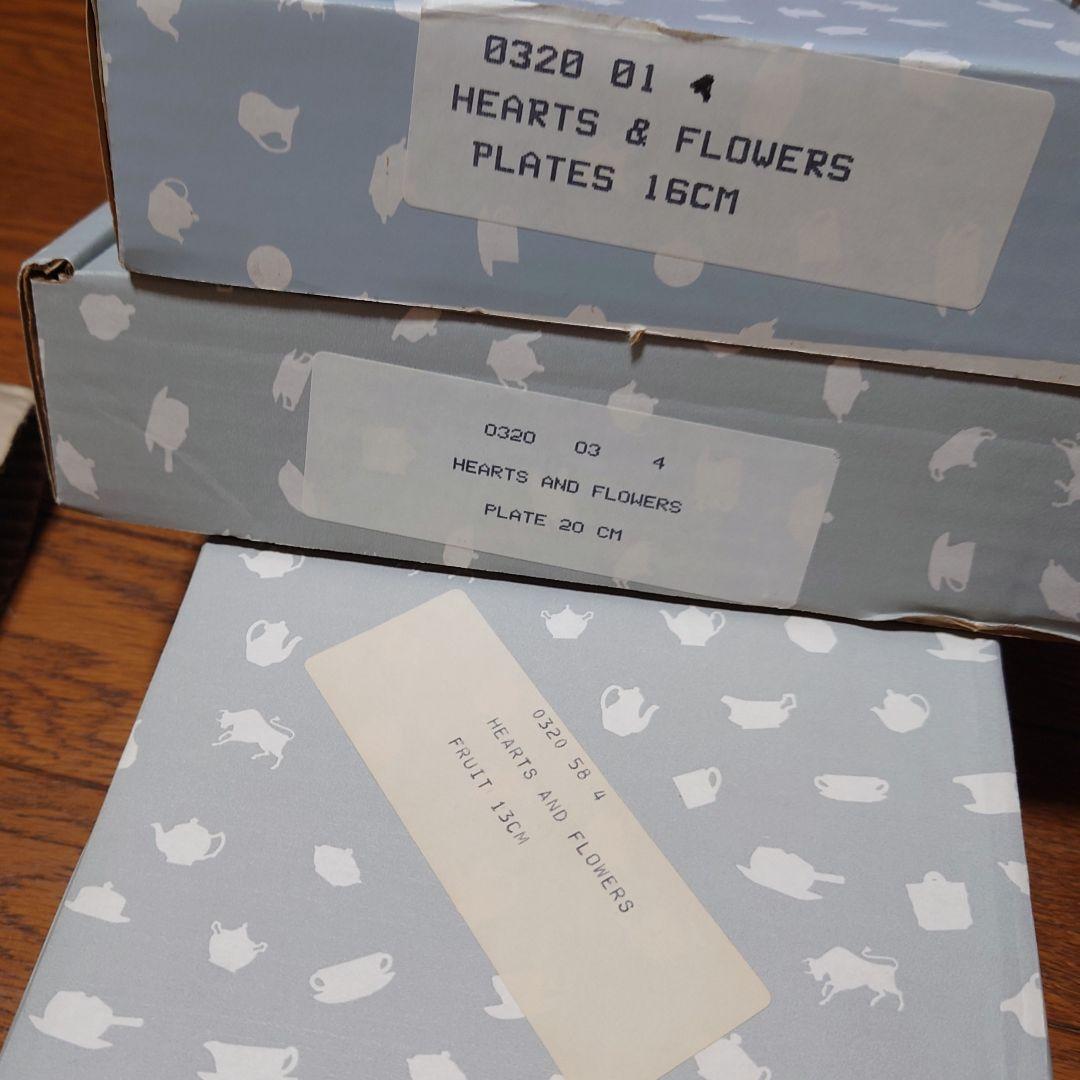 0320 01 4
HEARTS & FLOWERS
PLATES 16CM
0320 03 4
HEARTS AND FLOWERS
PLATE 20 CM
0320 58 4
HEARTS AND FLOWERS
FRUIT 13CM